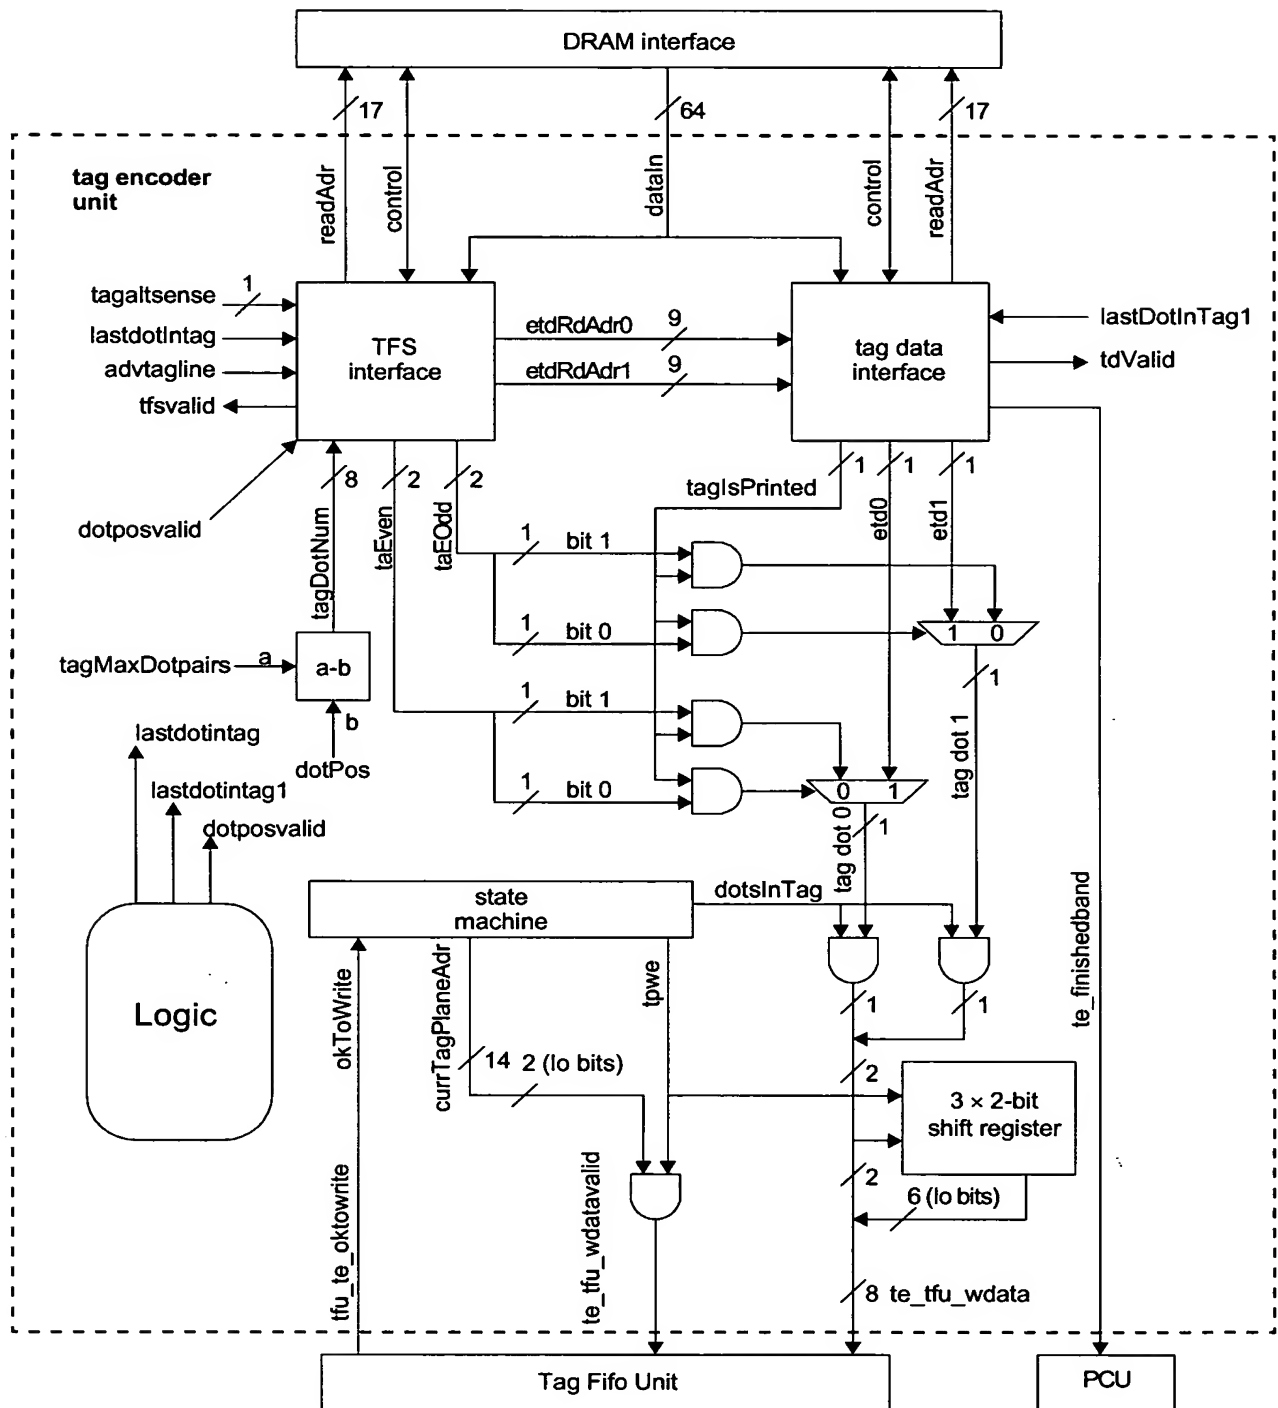 DRAM interface
17
64
17
tag encoder
unit
readAdr
control
dataIn
control
readAdr
tagaltsense
1
lastdotintag
advtagline
tfsvalid
dotposvalid
TFS
interface
etdRdAdr0
9
etdRdAdr1
9
tag data
interface
lastDotInTag1
tdValid
8
2
2
tagIsPrinted
1
1
1
tagDotNum
taEven
taEOdd
etd0
etd1
1
bit 1
1
bit 0
1 0
1
tagMaxDotpairs
a
a-b
b
dotPos
1
bit 1
1
bit 0
0 1
1
tag dot 0
tag dot 1
lastdotintag
lastdotintag1
dotposvalid
Logic
state
machine
dotsInTag
okToWrite
currTagPlaneAdr
tpwe
14
2 (lo bits)
1
1
2
3 × 2-bit
shift register
2
6 (lo bits)
te_finishedband
tfu_te_oktowrite
te_tfu_wdatavalid
8 te_tfu_wdata
Tag Fifo Unit
PCU